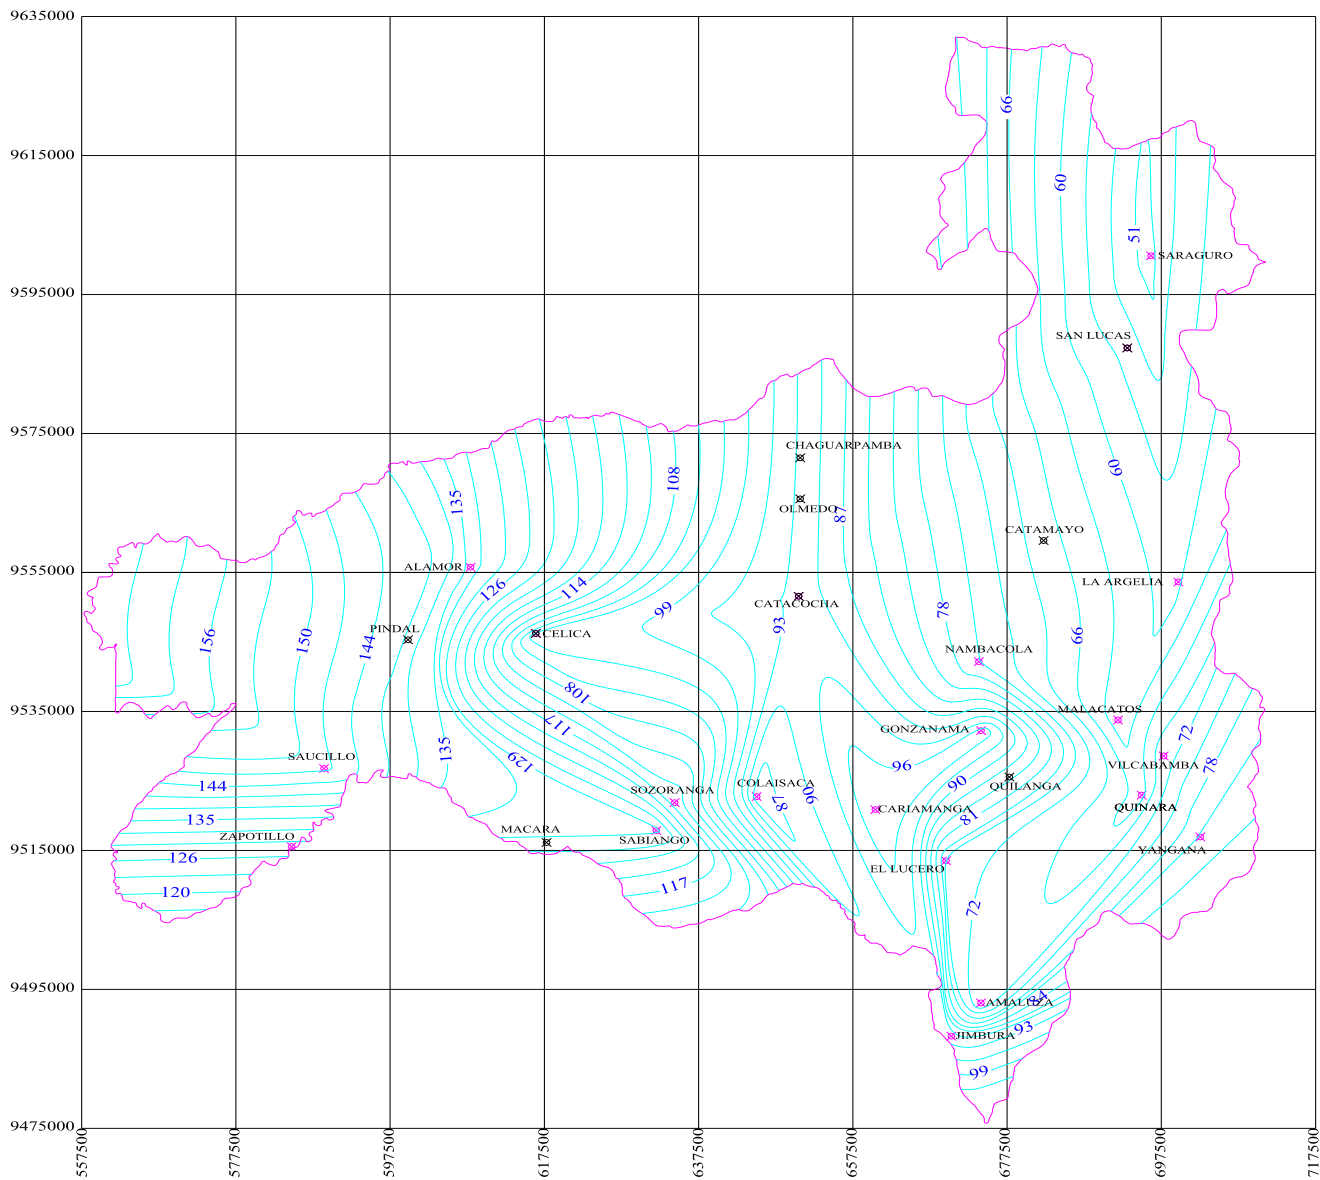 9635000
66
9615000
60
51
SARAGURO
9595000
SAN LUCAS
9575000
CHAGUARPAMBA
60
108
135
OLMEDO
87
CATAMAYO
ALAMOR
9555000
LA ARGELIA
126
114
CATACOCHA
99
78
93
PINDAL
CELICA
156
150
144
66
NAMBACOLA
108
9535000
MALACATOS
117
GONZANAMA
72
135
SAUCILLO
129
96
VILCABAMBA
78
144
SOZORANGA
COLAISACA
90
QUILANGA
87
90
CARIAMANGA
QUINARA
135
81
ZAPOTILLO
MACARA
SABIANGO
9515000
YANGANA
126
EL LUCERO
120
117
72
9495000
84
AMALUZA
93
JIMBURA
99
9475000
557500
577500
597500
617500
637500
657500
677500
697500
717500